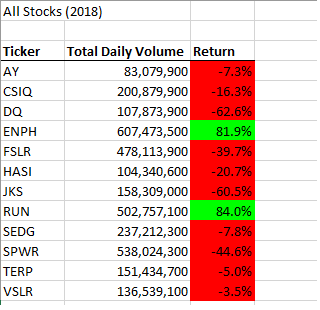 All Stocks (2018)
Ticker Total Daily Volume Return
AY 83,079,900 -7.3%
CSIQ 200,879,900 -16.3%
DQ 107,873,900 -62.6%
ENPH 607,473,500 81.9%
FSLR 478,113,900 -39.7%
HASI 104,340,600 -20.7%
JKS 158,309,000 -60.5%
RUN 502,757,100 84.0%
SEDG 237,212,300 -7.8%
SPWR 538,024,300 -44.6%
TERP 151,434,700 -5.0%
VSLR 136,539,100 -3.5%